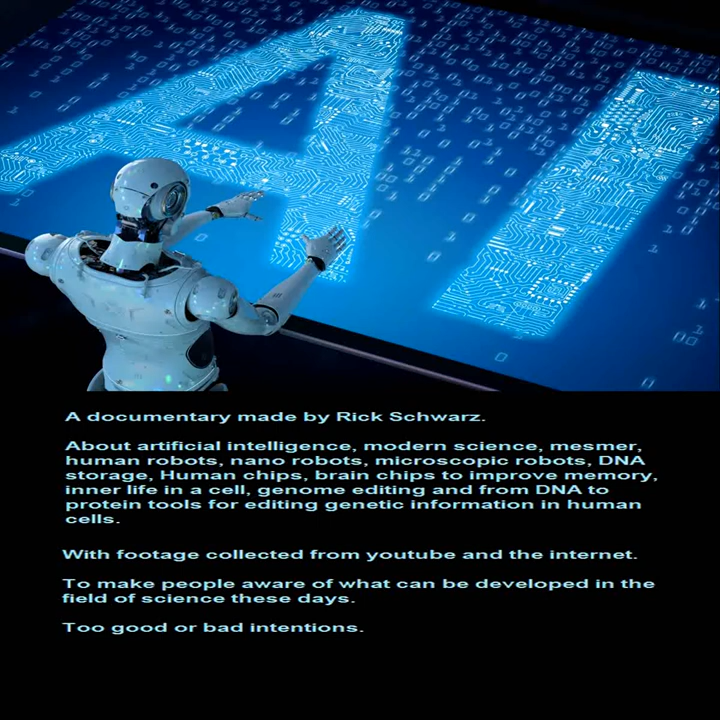 AI
A documentary made by Rick Schwarz.
About artificial intelligence, modern science, mesmer,
human robots, nano robots, microscopic robots, DNA
storage, Human chips, brain chips to improve memory,
inner life in a cell, genome editing and from DNA to
protein tools for editing genetic information in human
cells.
With footage collected from youtube and the internet.
To make people aware of what can be developed in the
field of science these days.
Too good or bad intentions.